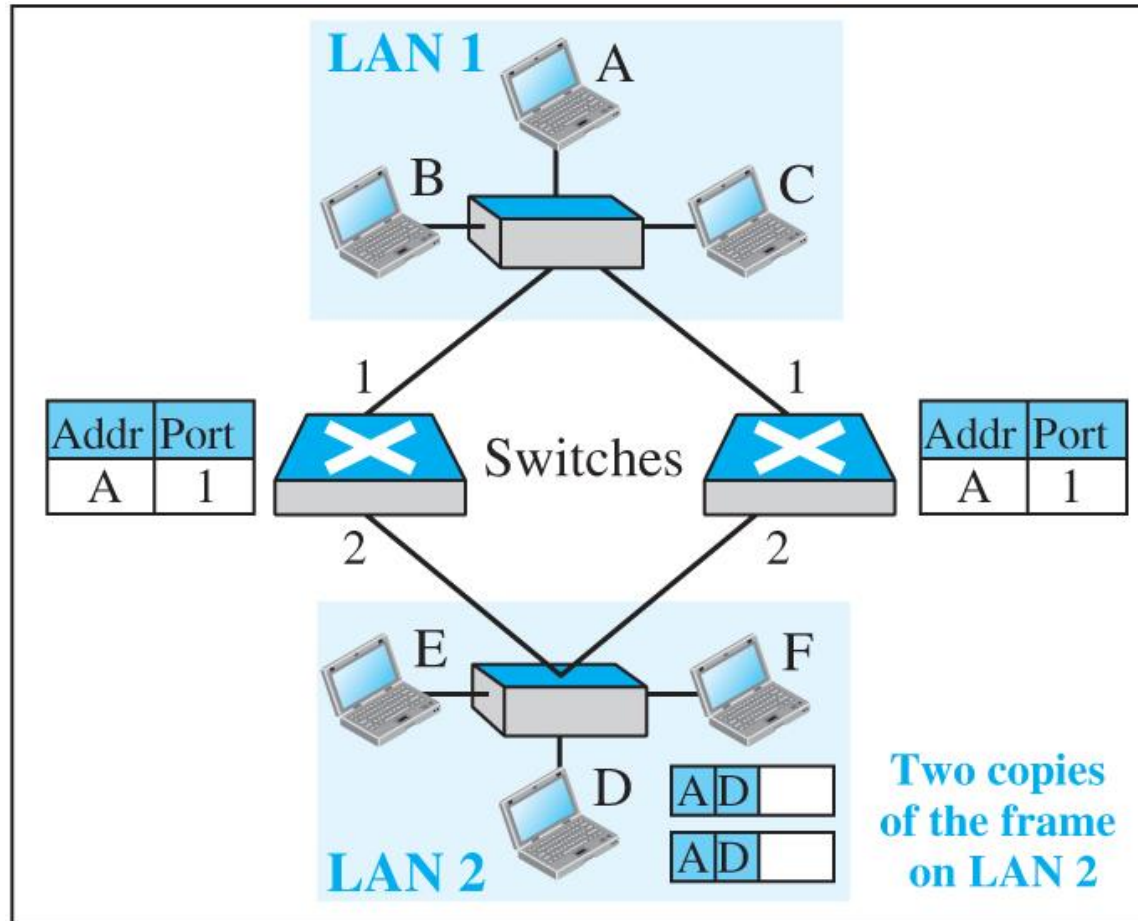 LAN 1
A
B
C
1
1
Addr Port
A 1
Switches
Addr Port
A 1
2
2
E
F
D
A D
A D
LAN 2
Two copies
of the frame
on LAN 2